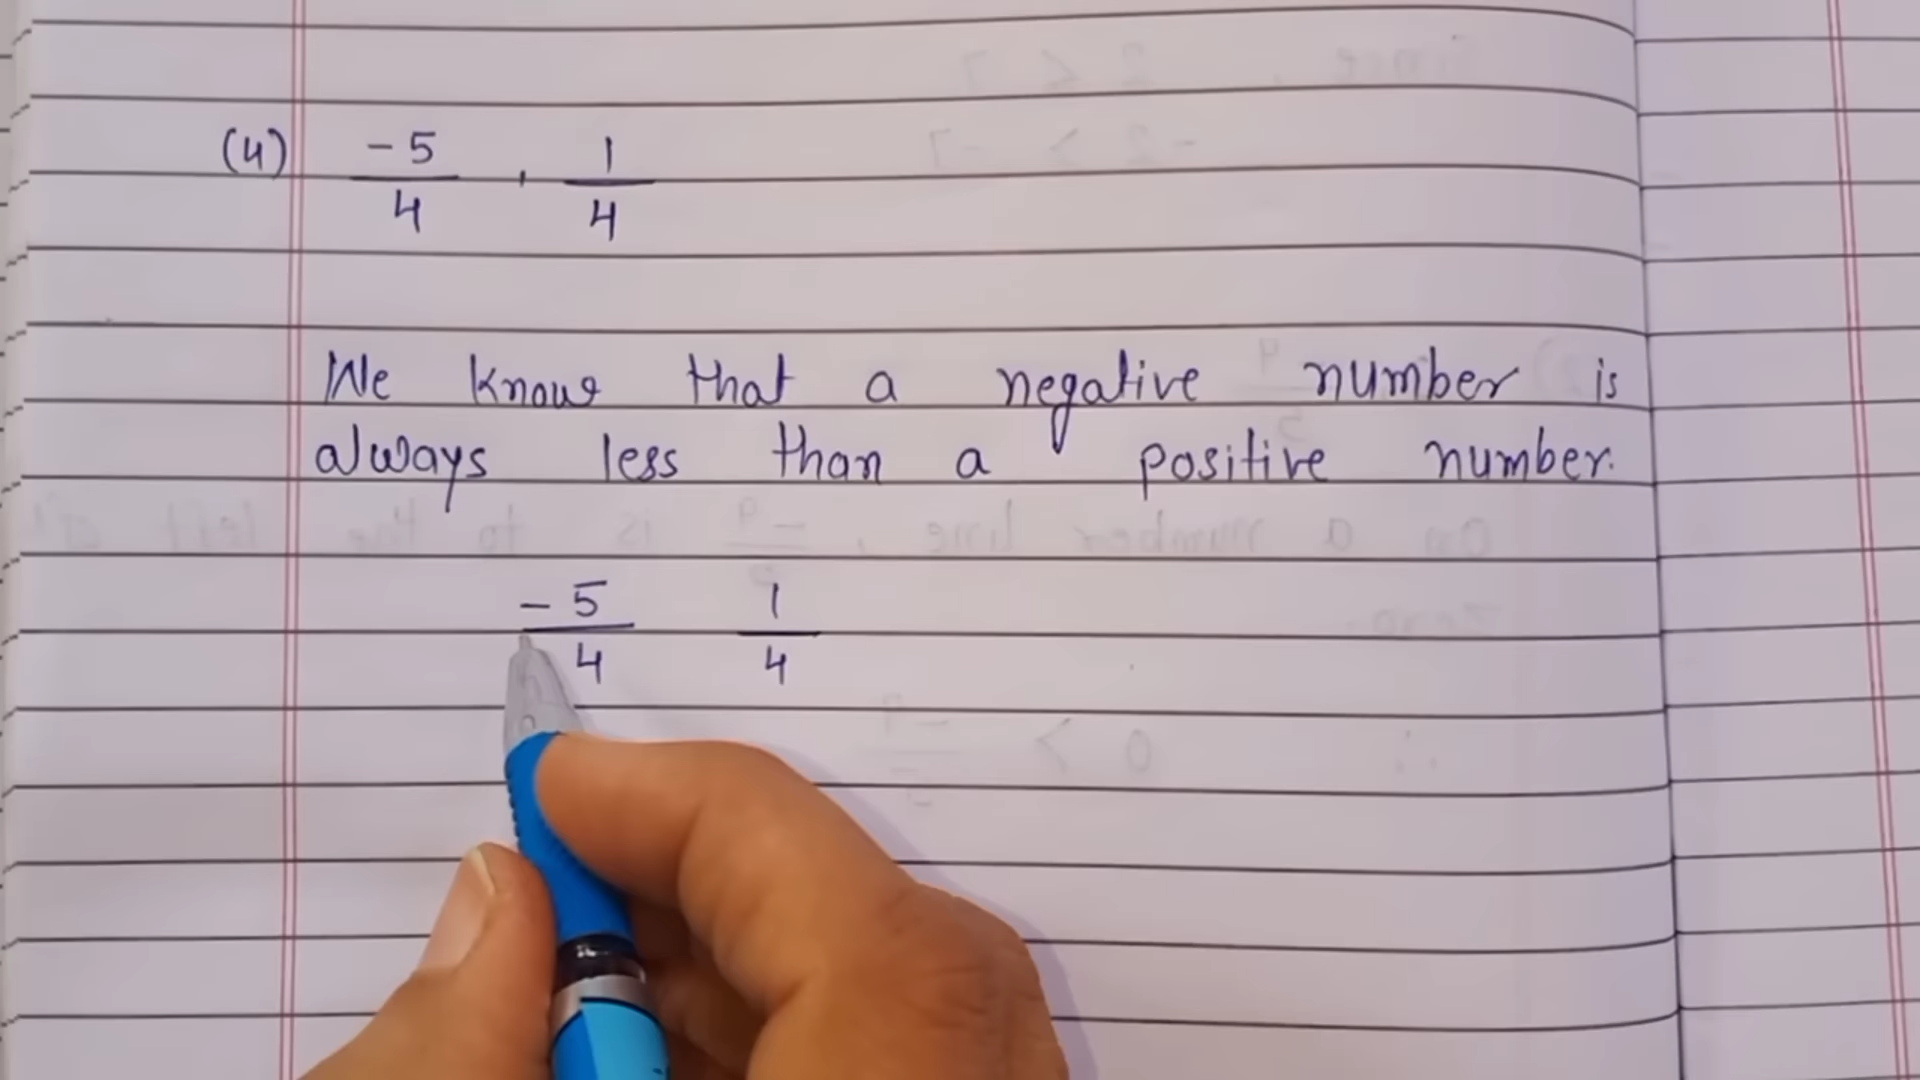 (4) -5/4 , 1/4
We know that a negative number is
always less than a positive number.
-5/4 1/4